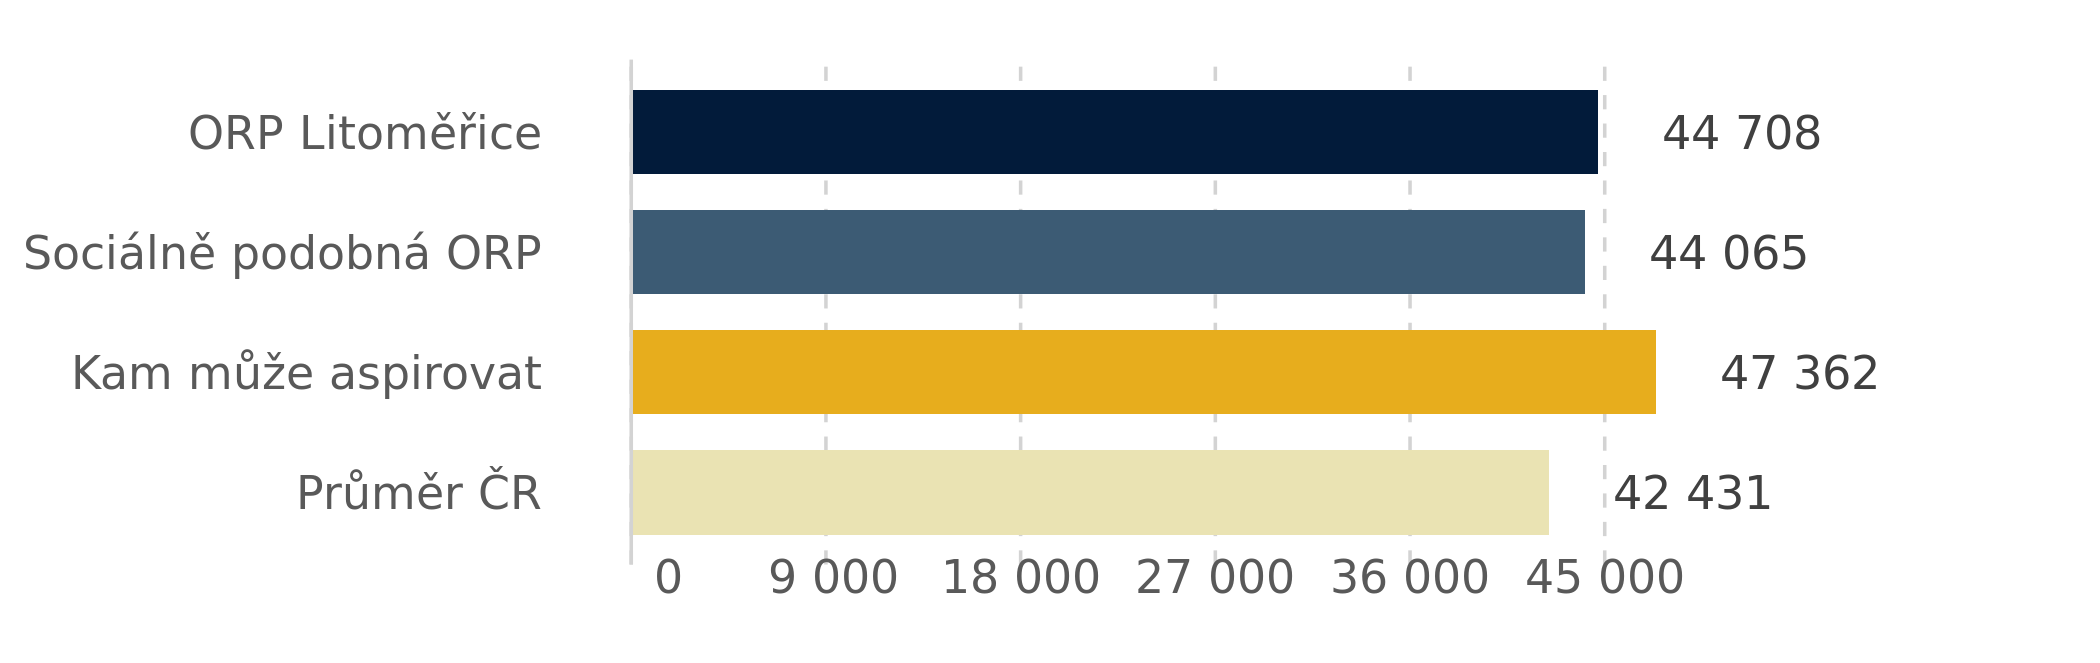 ORP Litoměřice 44 708
Sociálně podobná ORP 44 065
Kam může aspirovat 47 362
Průměr ČR 42 431
0 9 000 18 000 27 000 36 000 45 000